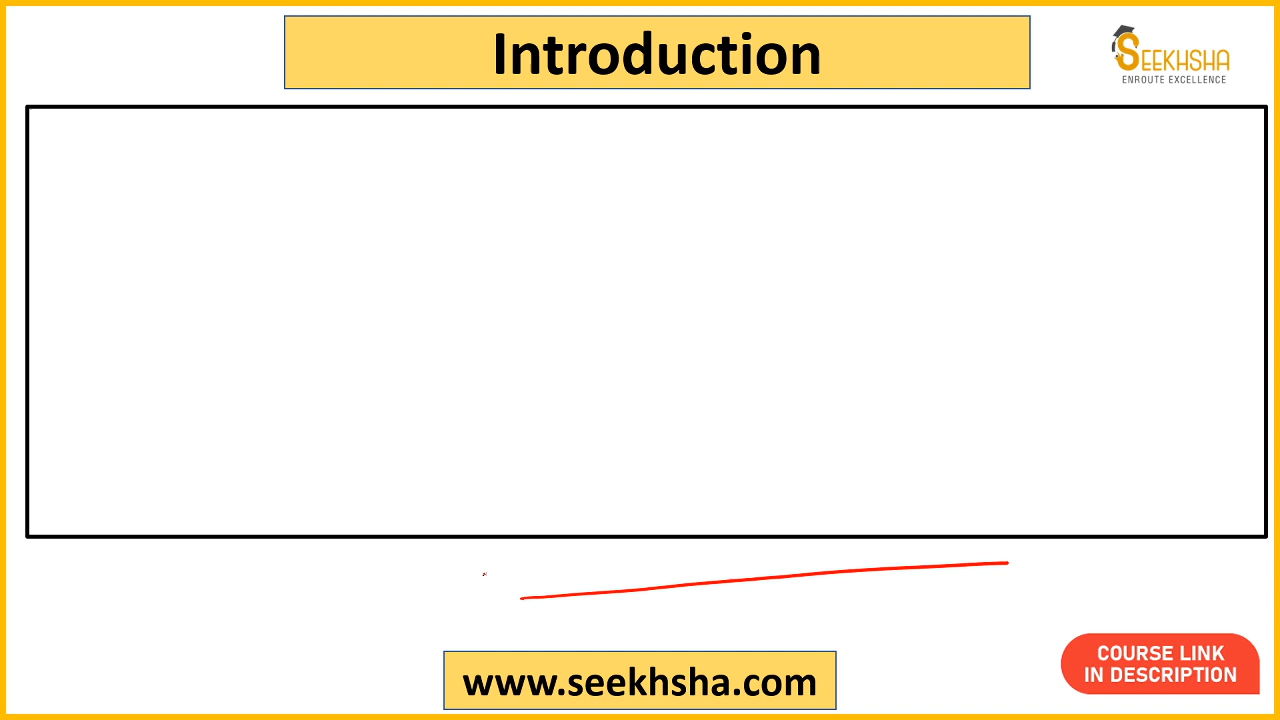 Introduction
SEEKHSHA
ENROUTE EXCELLENCE
www.seekhsha.com
COURSE LINK
IN DESCRIPTION